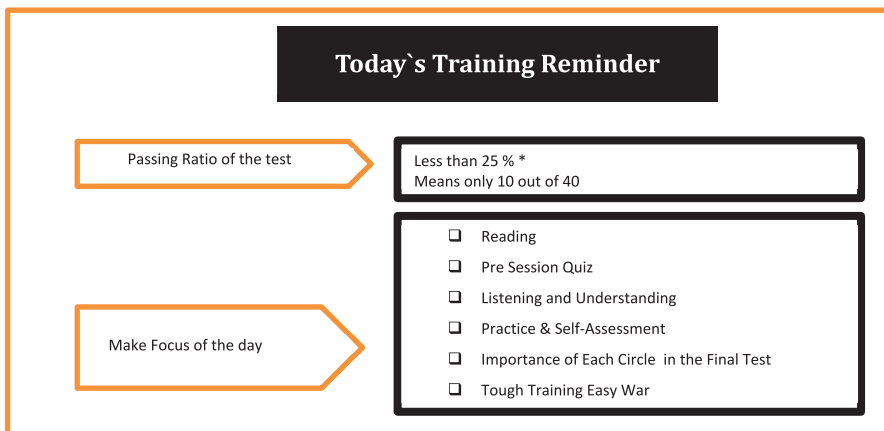 Today`s Training Reminder
Passing Ratio of the test
Less than 25 % *
Means only 10 out of 40
Make Focus of the day
❑ Reading
❑ Pre Session Quiz
❑ Listening and Understanding
❑ Practice & Self-Assessment
❑ Importance of Each Circle in the Final Test
❑ Tough Training Easy War